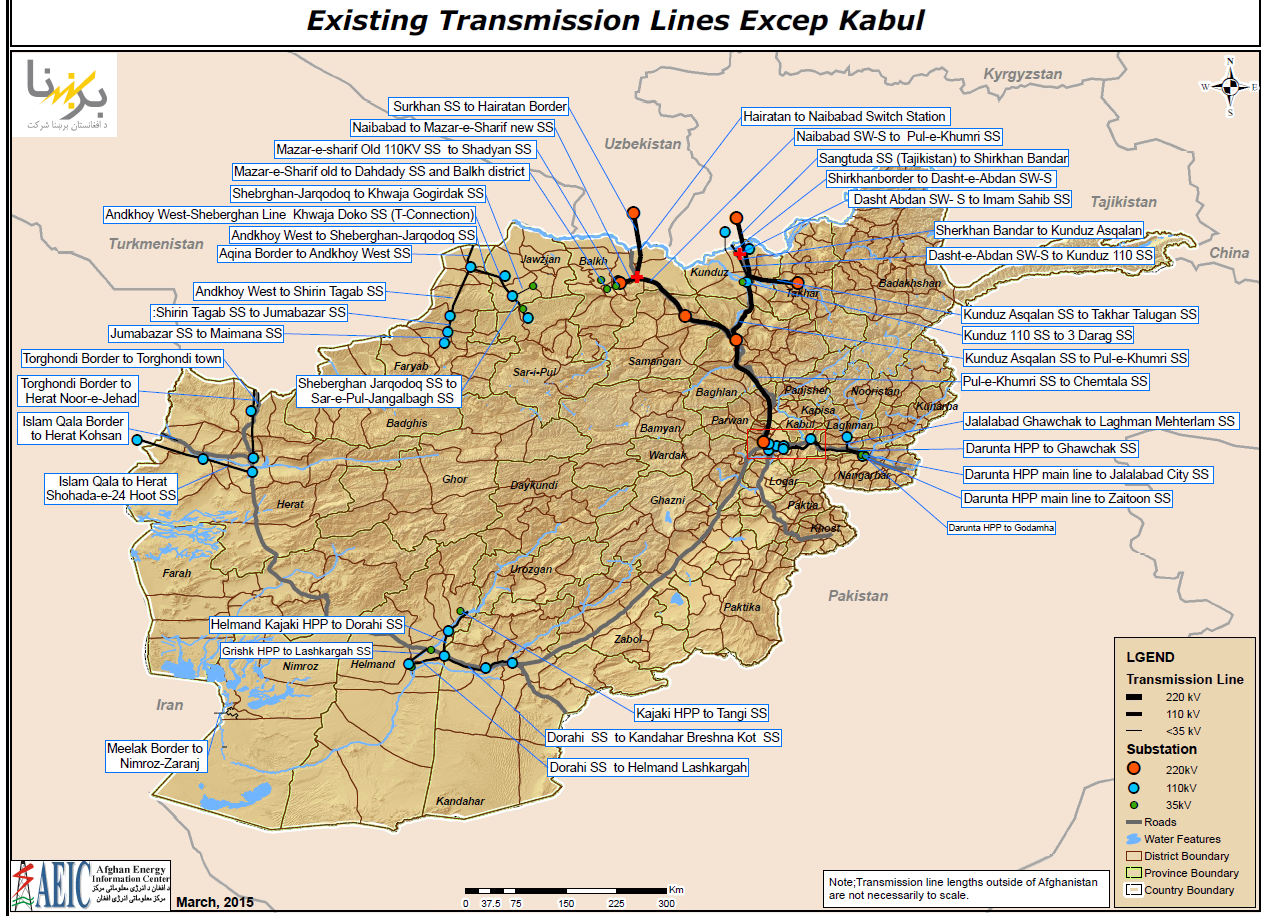 Existing Transmission Lines Excep Kabul
برښنا
د افغانستان برېښنا شرکت
N
W E
S
Kyrgyzstan
Uzbekistan
Tajikistan
China
Turkmenistan
Pakistan
Iran
Surkhan SS to Hairatan Border
Naibabad to Mazar-e-Sharif new SS
Mazar-e-sharif Old 110KV SS to Shadyan SS
Mazar-e-Sharif old to Dahdady SS and Balkh district
Shebrghan-Jarqodoq to Khwaja Gogirdak SS
Andkhoy West-Sheberghan Line Khwaja Doko SS (T-Connection)
Andkhoy West to Sheberghan-Jarqodoq SS
Aqina Border to Andkhoy West SS
Andkhoy West to Shirin Tagab SS
:Shirin Tagab SS to Jumabazar SS
Jumabazar SS to Maimana SS
Torghondi Border to Torghondi town
Torghondi Border to
Herat Noor-e-Jehad
Islam Qala Border
to Herat Kohsan
Islam Qala to Herat
Shohada-e-24 Hoot SS
Sheberghan Jarqodoq SS to
Sar-e-Pul-Jangalbagh SS
Hairatan to Naibabad Switch Station
Naibabad SW-S to Pul-e-Khumri SS
Sangtuda SS (Tajikistan) to Shirkhan Bandar
Shirkhanborder to Dasht-e-Abdan SW-S
Dasht Abdan SW- S to Imam Sahib SS
Sherkhan Bandar to Kunduz Asqalan
Dasht-e-Abdan SW-S to Kunduz 110 SS
Kunduz Asqalan SS to Takhar Talugan SS
Kunduz 110 SS to 3 Darag SS
Kunduz Asqalan SS to Pul-e-Khumri SS
Pul-e-Khumri SS to Chemtala SS
Jalalabad Ghawchak to Laghman Mehterlam SS
Darunta HPP to Ghawchak SS
Darunta HPP main line to Jalalabad City SS
Darunta HPP main line to Zaitoon SS
Darunta HPP to Godamha
Jawzjan
Balkh
Kunduz
Takhar
Badakhshan
Faryab
Sar-i-Pul
Samangan
Baghlan
Panjsher
Nooristan
Kunarha
Kapisa
Parwan
Kabul
Laghman
Badghis
Bamyan
Wardak
Nangarhar
Logar
Herat
Ghor
Daykundi
Ghazni
Paktia
Khost
Farah
Urozgan
Paktika
Zabol
Nimroz
Helmand
Kandahar
Helmand Kajaki HPP to Dorahi SS
Grishk HPP to Lashkargah SS
Kajaki HPP to Tangi SS
Dorahi SS to Kandahar Breshna Kot SS
Dorahi SS to Helmand Lashkargah
Meelak Border to
Nimroz-Zaranj
LGEND
Transmission Line
220 kV
110 kV
<35 kV
Substation
220kV
110kV
35kV
Roads
Water Features
District Boundary
Province Boundary
Country Boundary
AEIC
Afghan Energy
Information Center
د افغان د انرژۍ معلوماتي مرکز
مرکز معلوماتی انرژی افغان
March, 2015
0 37.5 75 150 225 300
Km
Note;Transmission line lengths outside of Afghanistan
are not necessarily to scale.